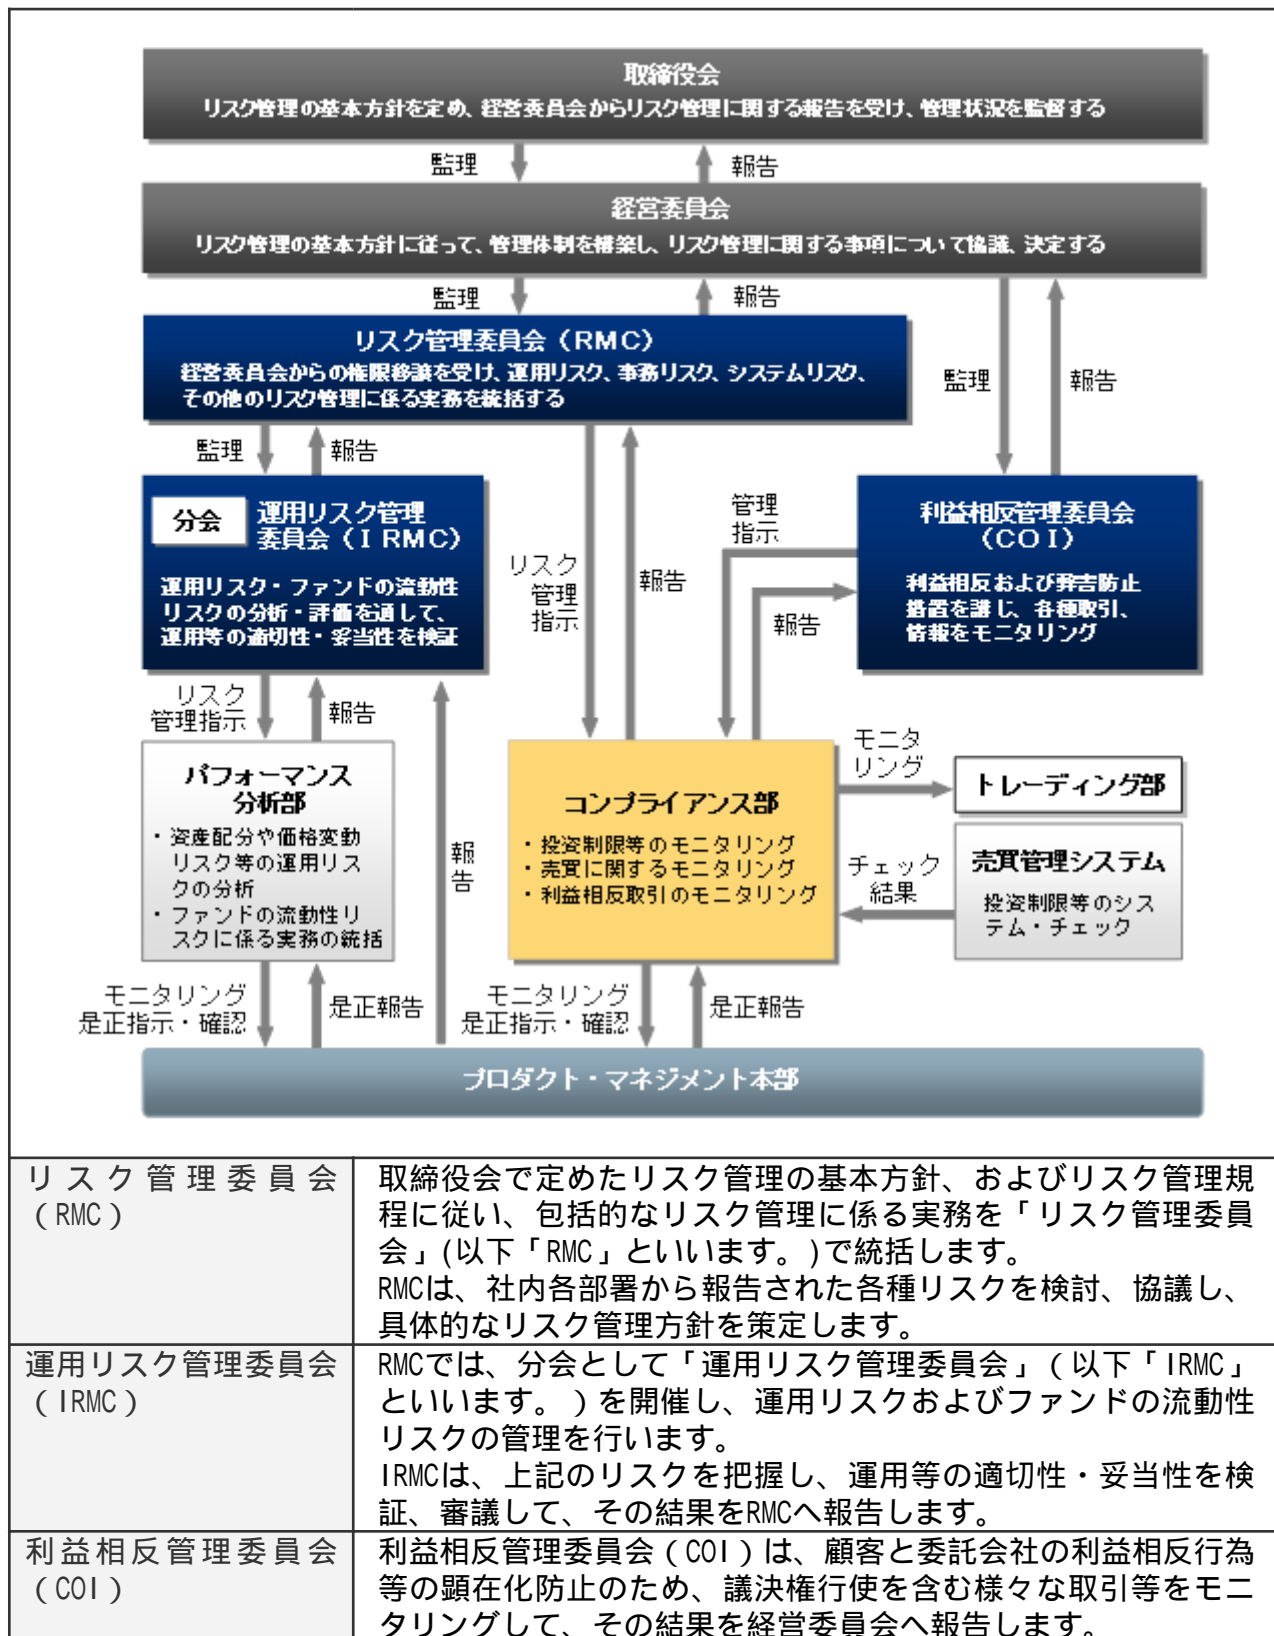 取締役会
リスク管理の基本方針を定め、経営委員会からリスク管理に関する報告を受け、管理状況を監督する
監理
報告
経営委員会
リスク管理の基本方針に従って、管理体制を構築し、リスク管理に関する事項について協議、決定する
監理
報告
リスク管理委員会（RMC）
経営委員会からの権限移譲を受け、運用リスク、事務リスク、システムリスク、
その他のリスク管理に係る実務を統括する
監理
報告
監理
報告
分会
運用リスク管理
委員会（IRMC）
運用リスク・ファンドの流動性
リスクの分析・評価を通して、
運用等の適切性・妥当性を検証
リスク
管理
指示
報告
管理
指示
報告
利益相反管理委員会
（COI）
利益相反および弊害防止
措置を講じ、各種取引、
情報をモニタリング
リスク
管理指示
報告
パフォーマンス
分析部
・資産配分や価格変動
リスク等の運用リス
クの分析
・ファンドの流動性リ
スクに係る実務の統括
報
告
コンプライアンス部
・投資制限等のモニタリング
・売買に関するモニタリング
・利益相反取引のモニタリング
モニタ
リング
トレーディング部
チェック
結果
売買管理システム
投資制限等のシス
テム・チェック
モニタリング
是正指示・確認
是正報告
モニタリング
是正指示・確認
是正報告
プロダクト・マネジメント本部
リスク管理委員会
（RMC）
取締役会で定めたリスク管理の基本方針、およびリスク管理規
程に従い、包括的なリスク管理に係る実務を「リスク管理委員
会」(以下「RMC」といいます。)で統括します。
RMCは、社内各部署から報告された各種リスクを検討、協議し、
具体的なリスク管理方針を策定します。
運用リスク管理委員会
（IRMC）
RMCでは、分会として「運用リスク管理委員会」（以下「IRMC」
といいます。）を開催し、運用リスクおよびファンドの流動性
リスクの管理を行います。
IRMCは、上記のリスクを把握し、運用等の適切性・妥当性を検
証、審議して、その結果をRMCへ報告します。
利益相反管理委員会
（COI）
利益相反管理委員会（COI）は、顧客と委託会社の利益相反行為
等の顕在化防止のため、議決権行使を含む様々な取引等をモニ
タリングして、その結果を経営委員会へ報告します。